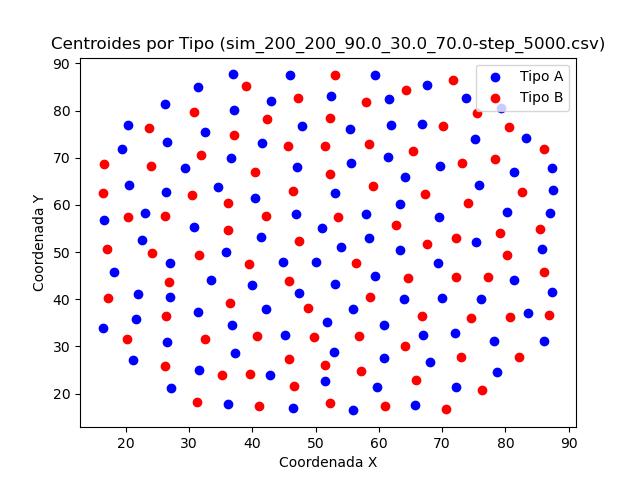 Centroides por Tipo (sim_200_200_90.0_30.0_70.0-step_5000.csv)
Tipo A
Tipo B
Coordenada Y
90
80
70
60
50
40
30
20
20 30 40 50 60 70 80 90
Coordenada X